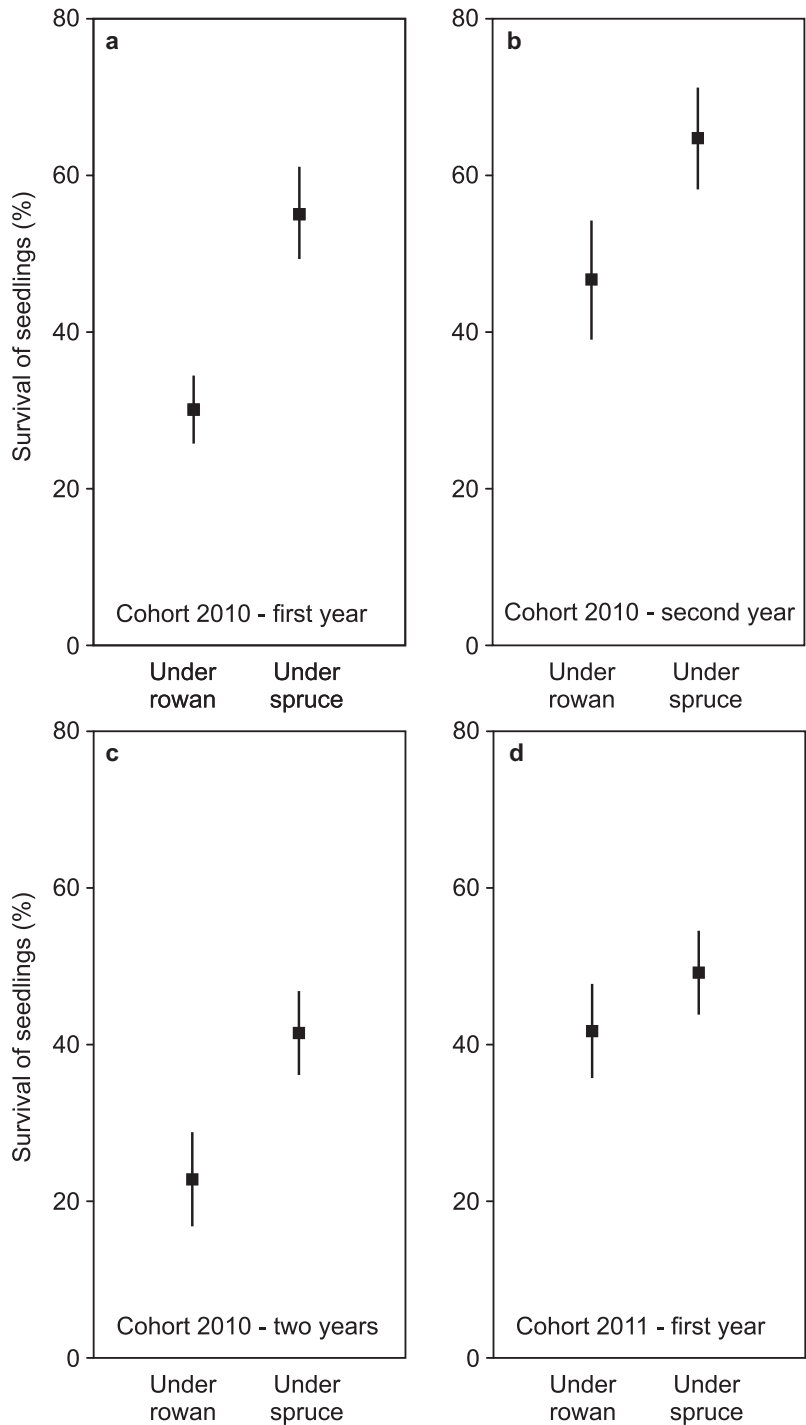 Survival of seedlings (%)
80
60
40
20
0
a
Cohort 2010 - first year
Under
rowan
Under
spruce
80
60
40
20
0
b
Cohort 2010 - second year
Under
rowan
Under
spruce
Survival of seedlings (%)
80
60
40
20
0
c
Cohort 2010 - two years
Under
rowan
Under
spruce
80
60
40
20
0
d
Cohort 2011 - first year
Under
rowan
Under
spruce